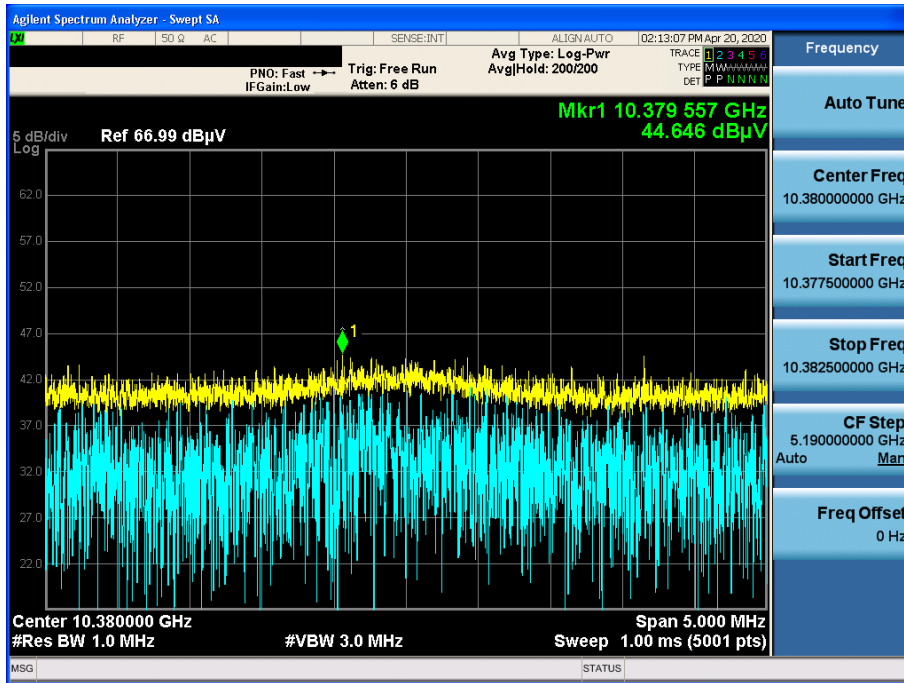 Agilent Spectrum Analyzer - Swept SA
LXI RF 50 Ω AC SENSE:INT ALIGN AUTO 02:13:07 PM Apr 20, 2020
Avg Type: Log-Pwr TRACE 1 2 3 4 5 6
PNO: Fast Trig: Free Run Avg|Hold: 200/200 TYPE M W W W W W
IFGain:Low Atten: 6 dB DET P P N N N N
Mkr1 10.379 557 GHz
44.646 dBµV
5 dB/div Ref 66.99 dBµV
Log
62.0
57.0
52.0
47.0
1
42.0
37.0
32.0
27.0
22.0
Center 10.380000 GHz Span 5.000 MHz
#Res BW 1.0 MHz #VBW 3.0 MHz Sweep 1.00 ms (5001 pts)
MSG STATUS
Frequency
Auto Tune
Center Freq
10.380000000 GHz
Start Freq
10.377500000 GHz
Stop Freq
10.382500000 GHz
CF Step
5.190000000 GHz
Auto Man
Freq Offset
0 Hz